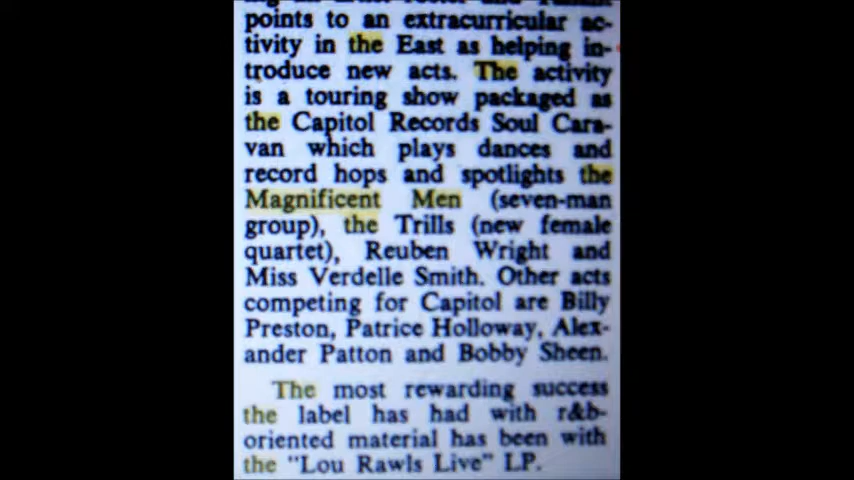 points to an extracurricular ac-
tivity in the East as helping in-
troduce new acts. The activity
is a touring show packaged as
the Capitol Records Soul Cara-
van which plays dances and
record hops and spotlights the
Magnificent Men (seven-man
group), the Trills (new female
quartet), Reuben Wright and
Miss Verdelle Smith. Other acts
competing for Capitol are Billy
Preston, Patrice Holloway, Alex-
ander Patton and Bobby Sheen.
The most rewarding success
the label has had with r&b-
oriented material has been with
the "Lou Rawls Live" LP.